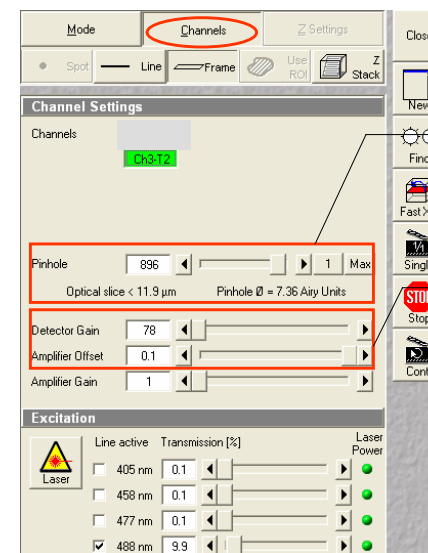 Mode Channels Z Settings Close
Spot Line Frame Use ROI Z Stack
New
Channel Settings
Channels
Ch3-T2
Find
Fast X
1/1
Single
Pinhole 896 1 Max
Optical slice < 11.9 µm Pinhole Ø = 7.36 Airy Units
STOP
Stop
Detector Gain 78
Amplifier Offset 0.1
Amplifier Gain 1
Cont
Excitation
Line active Transmission [%] Laser Power
Laser
405 nm 0.1
458 nm 0.1
477 nm 0.1
488 nm 9.9